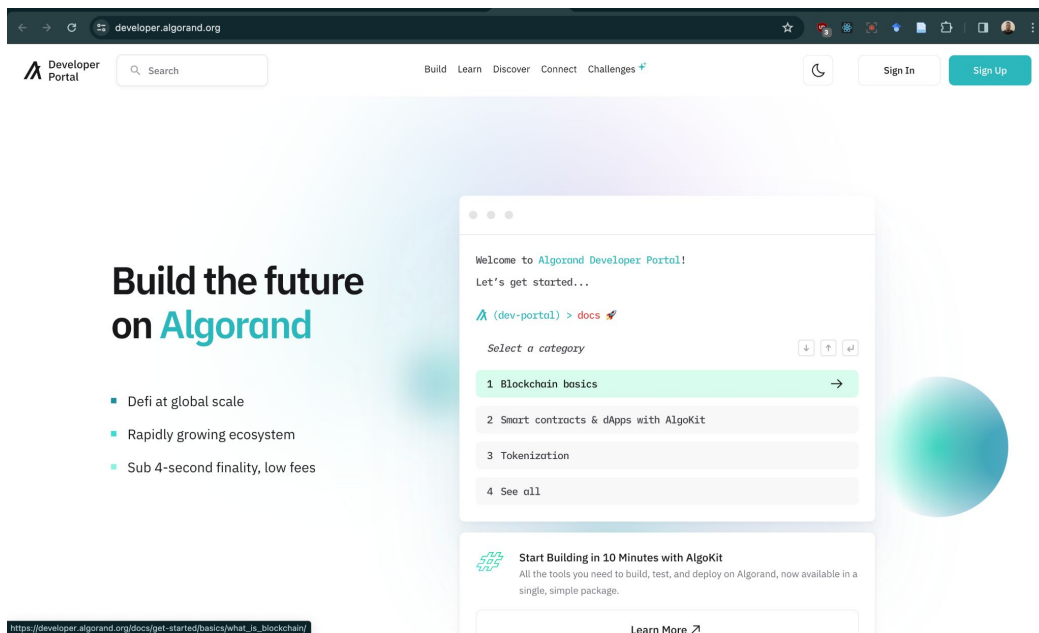 developer.algorand.org
3
Developer
Portal
Search
Build Learn Discover Connect Challenges
Sign In
Sign Up
Build the future
on Algorand
Defi at global scale
Rapidly growing ecosystem
Sub 4-second finality, low fees
Welcome to Algorand Developer Portal!
Let's get started...
(dev-portal) > docs 🚀
Select a category
1 Blockchain basics
2 Smart contracts & dApps with AlgoKit
3 Tokenization
4 See all
Start Building in 10 Minutes with AlgoKit
All the tools you need to build, test, and deploy on Algorand, now available in a
single, simple package.
Learn More
https://developer.algorand.org/docs/get-started/basics/what_is_blockchain/